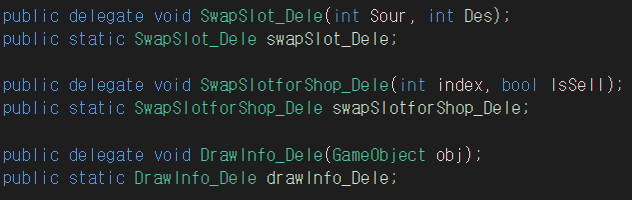 public delegate void SwapSlot_Dele(int Sour, int Des);
public static SwapSlot_Dele swapSlot_Dele;
public delegate void SwapSlotforShop_Dele(int index, bool IsSell);
public static SwapSlotforShop_Dele swapSlotforShop_Dele;
public delegate void DrawInfo_Dele(GameObject obj);
public static DrawInfo_Dele drawInfo_Dele;